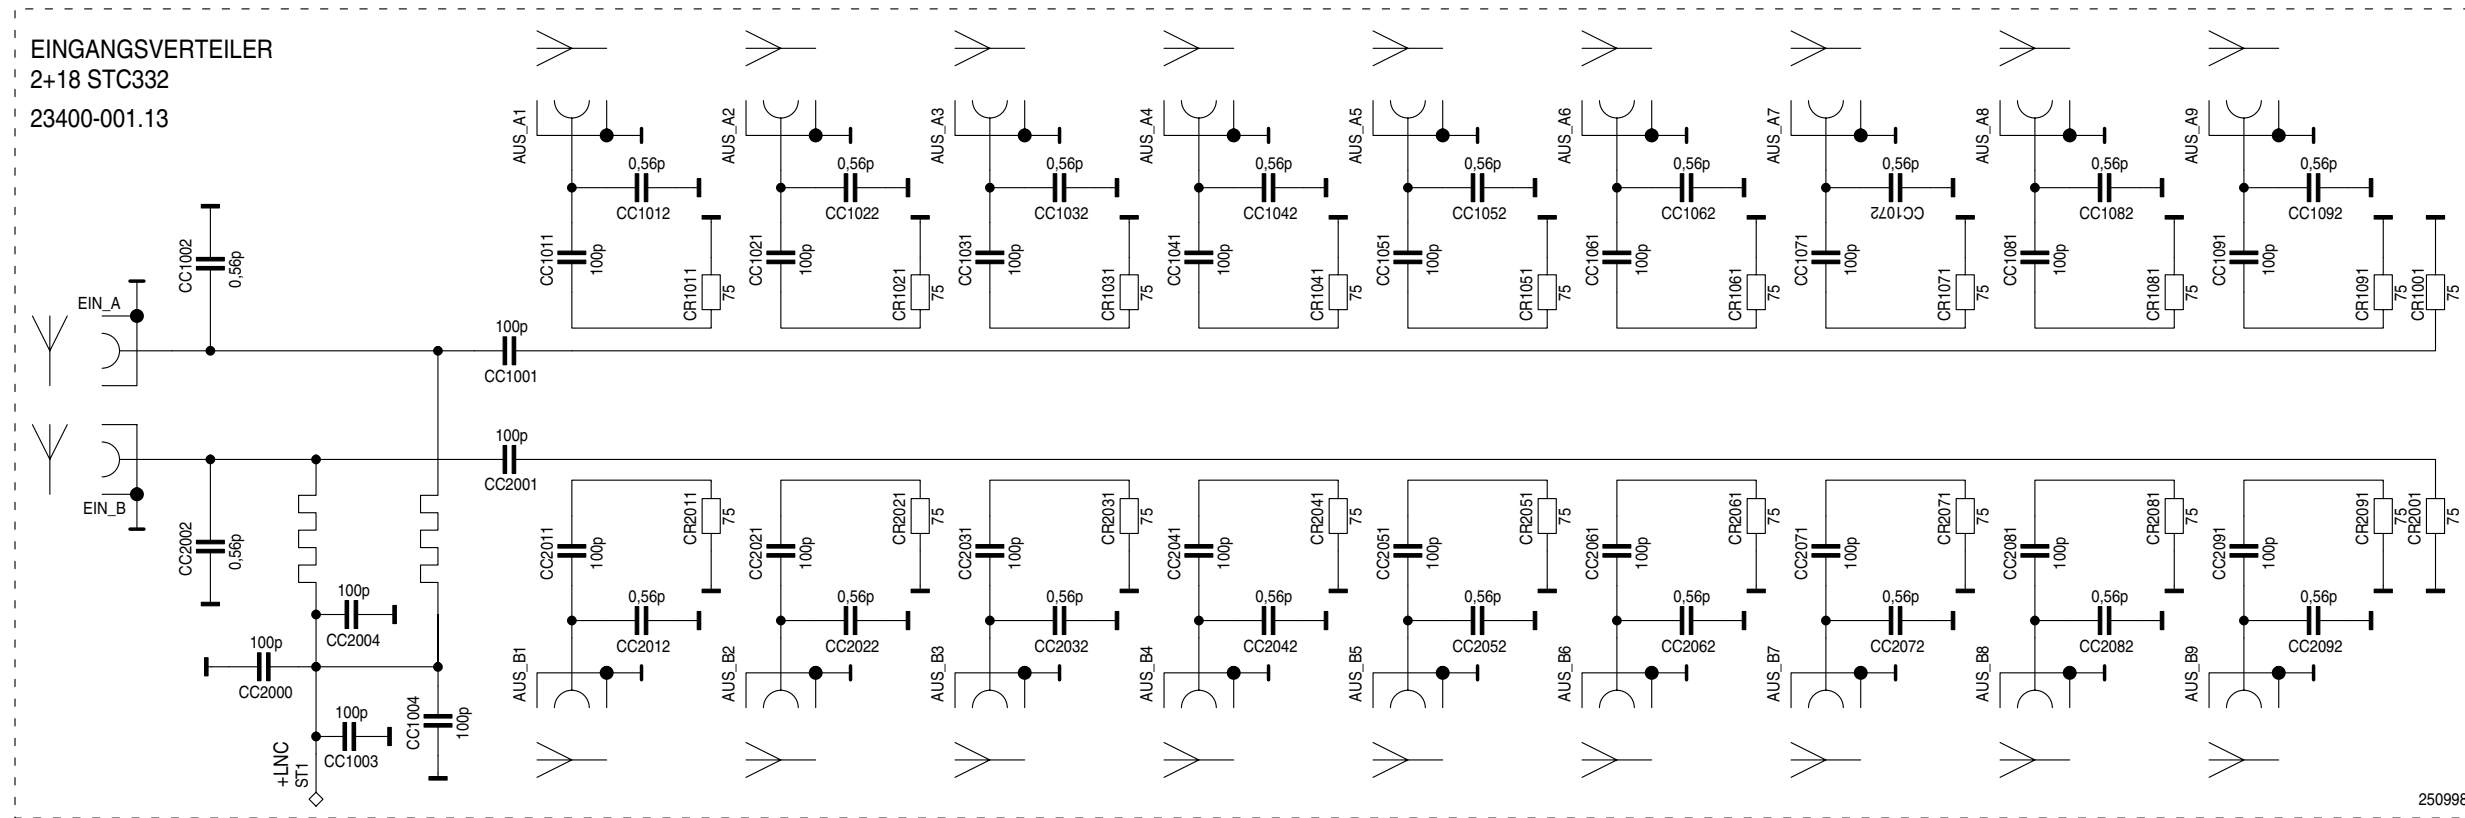 EINGANGSVERTEILER
2+18 STC332
23400-001.13
AUS_A1
AUS_A2
AUS_A3
AUS_A4
AUS_A5
AUS_A6
AUS_A7
AUS_A8
AUS_A9
0,56p
0,56p
0,56p
0,56p
0,56p
0,56p
0,56p
0,56p
0,56p
CC1012
CC1022
CC1032
CC1042
CC1052
CC1062
CC1072
CC1082
CC1092
CC1002
0,56p
CC1011
100p
CR1011
75
CC1021
100p
CR1021
75
CC1031
100p
CR1031
75
CC1041
100p
CR1041
75
CC1051
100p
CR1051
75
CC1061
100p
CR1061
75
CC1071
100p
CR1071
75
CC1081
100p
CR1081
75
CC1091
100p
CR1091
75
CR1001
75
EIN_A
100p
CC1001
100p
CC2001
EIN_B
CC2002
0,56p
CC2011
100p
CR2011
75
CC2021
100p
CR2021
75
CC2031
100p
CR2031
75
CC2041
100p
CR2041
75
CC2051
100p
CR2051
75
CC2061
100p
CR2061
75
CC2071
100p
CR2071
75
CC2081
100p
CR2081
75
CC2091
100p
CR2091
75
CR2001
75
100p
CC2004
0,56p
0,56p
0,56p
0,56p
0,56p
0,56p
0,56p
0,56p
0,56p
CC2012
CC2022
CC2032
CC2042
CC2052
CC2062
CC2072
CC2082
CC2092
100p
CC2000
AUS_B1
AUS_B2
AUS_B3
AUS_B4
AUS_B5
AUS_B6
AUS_B7
AUS_B8
AUS_B9
100p
CC1003
CC1004
100p
+LNC
ST1
250998